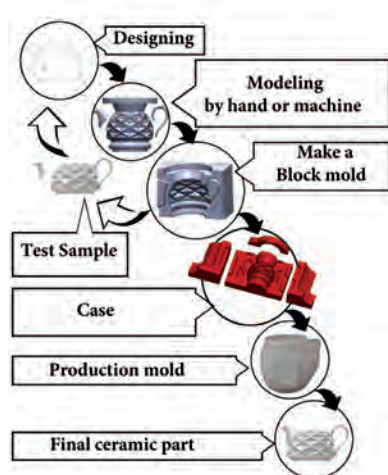 Designing
Modeling
by hand or machine
Make a
Block mold
Test Sample
Case
Production mold
Final ceramic part